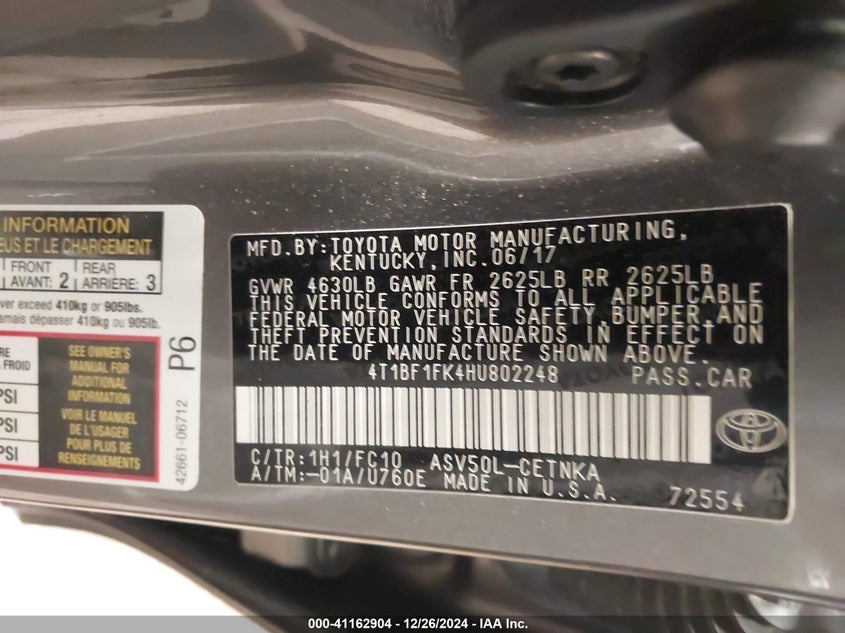 INFORMATION
EUS ET LE CHARGEMENT
FRONT
AVANT: 2
REAR
ARRIÈRE: 3
ver exceed 410kg or 905lbs.
amais dépasser 410kg ou 905lb.
RE
A FROID
PSI
PSI
PSI
SEE OWNER'S
MANUAL FOR
ADDITIONAL
INFORMATION
VOIR LE MANUEL
DE L'USAGER
POUR PLUS DE
RENSEIGNEMENTS
P6
42661-06712
MFD.BY:TOYOTA MOTOR MANUFACTURING,
KENTUCKY,INC.06/17
GVWR 4630LB GAWR FR 2625LB RR 2625LB
THIS VEHICLE CONFORMS TO ALL APPLICABLE
FEDERAL MOTOR VEHICLE SAFETY,BUMPER,AND
THEFT PREVENTION STANDARDS IN EFFECT ON
THE DATE OF MANUFACTURE SHOWN ABOVE.
4T1BF1FK4HU802248 PASS.CAR
C/TR:1H1/FC10 ASV50L-CETNKA
A/TM:-01A/U760E MADE IN U.S.A.
72554
000-41162904 - 12/26/2024 - IAA Inc.